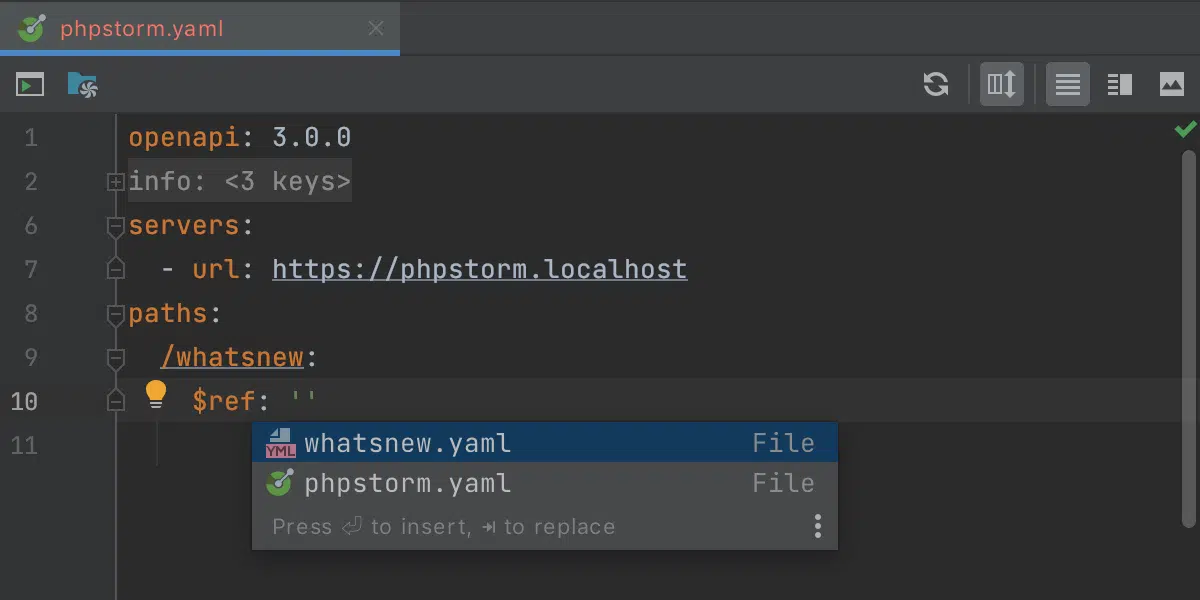 phpstorm.yaml
1 openapi: 3.0.0
2 info: <3 keys>
6 servers:
7 - url: https://phpstorm.localhost
8 paths:
9 /whatsnew:
10 $ref: ''
11
YML whatsnew.yaml File
phpstorm.yaml File
Press ⏎ to insert, ⇥ to replace